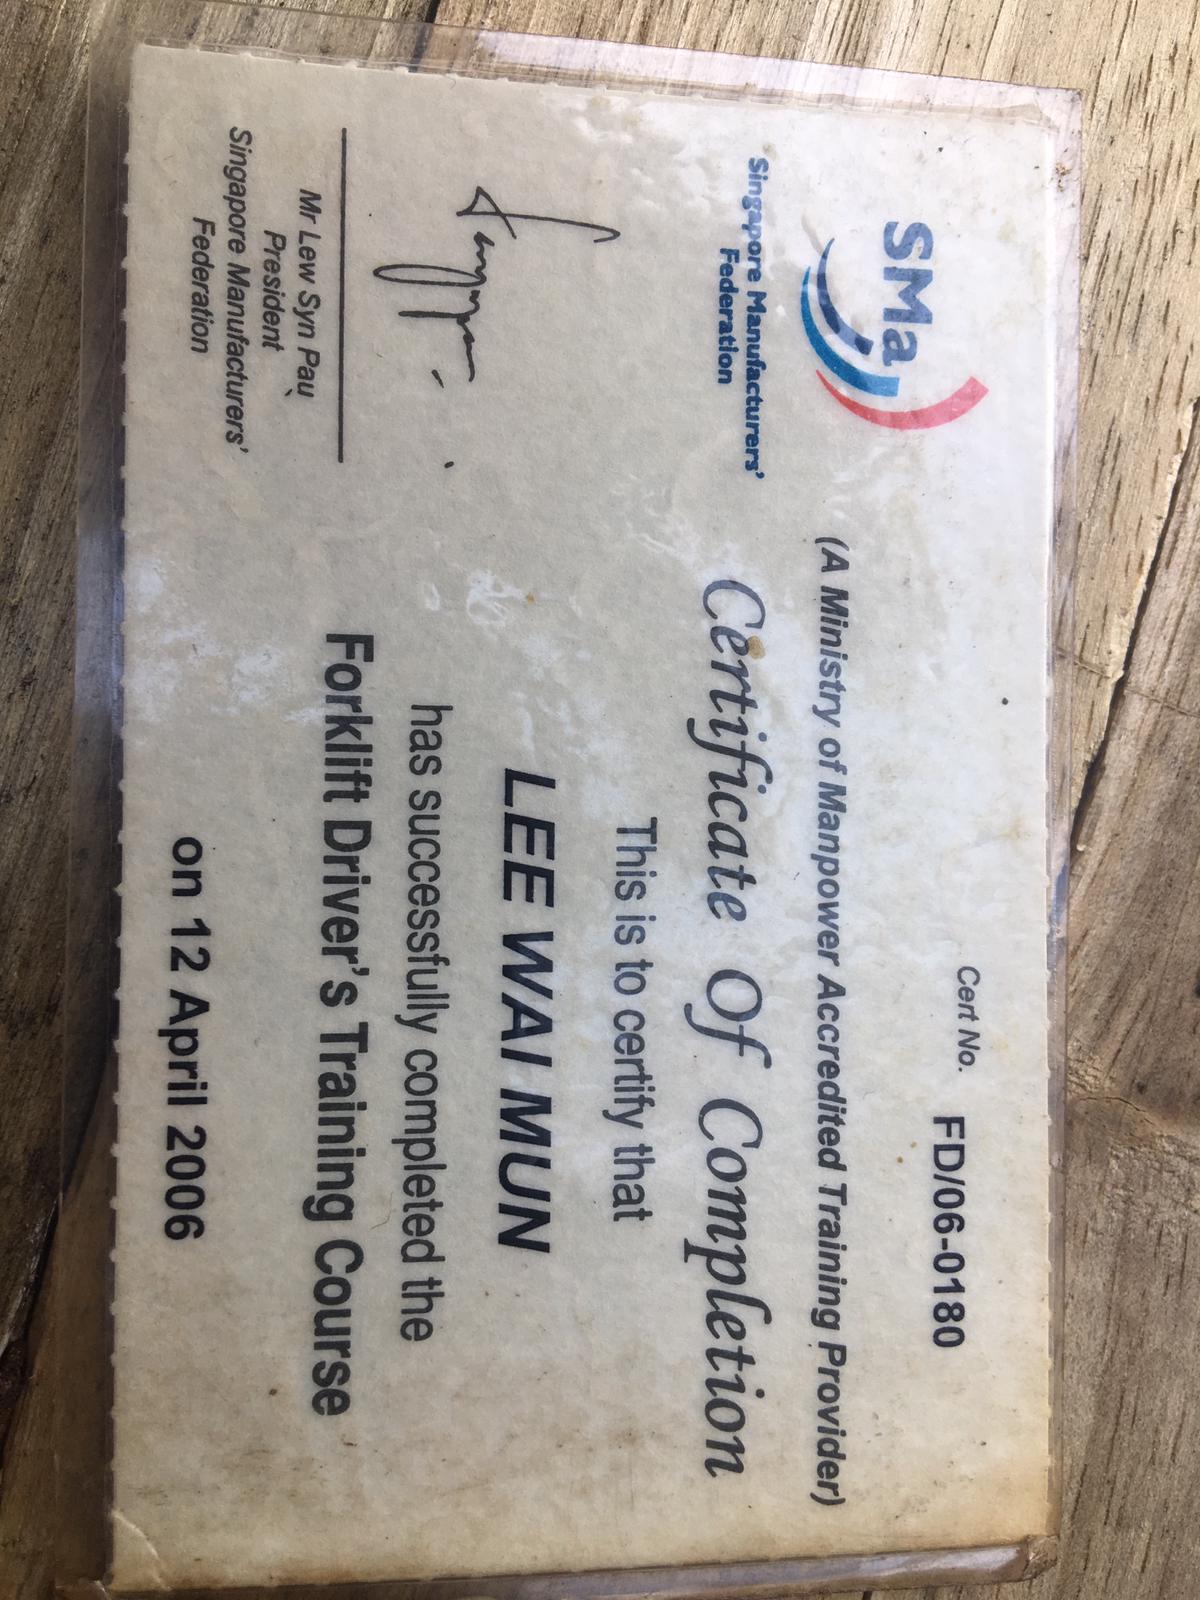 SMa
Singapore Manufacturers'
Federation
Cert No. FD/06-0180
(A Ministry of Manpower Accredited Training Provider)
Certificate Of Completion
This is to certify that
LEE WAI MUN
has successfully completed the
Forklift Driver's Training Course
on 12 April 2006
Mr Lew Syn Pau
President
Singapore Manufacturers'
Federation